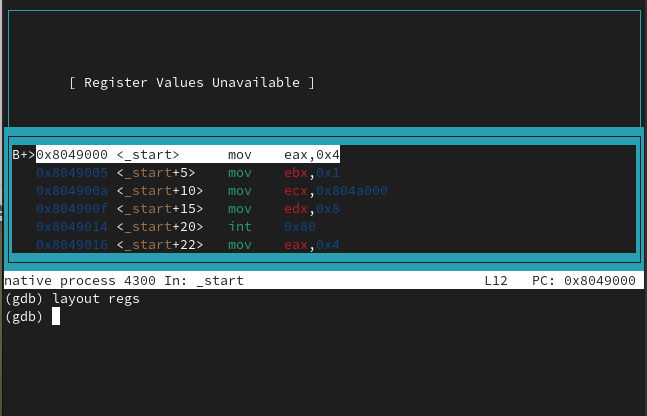 [ Register Values Unavailable ]
B+>0x8049000 <_start> mov eax,0x4
0x8049005 <_start+5> mov ebx,0x1
0x804900a <_start+10> mov ecx,0x804a000
0x804900f <_start+15> mov edx,0x8
0x8049014 <_start+20> int 0x80
0x8049016 <_start+22> mov eax,0x4
native process 4300 In: _start L12 PC: 0x8049000
(gdb) layout regs
(gdb)